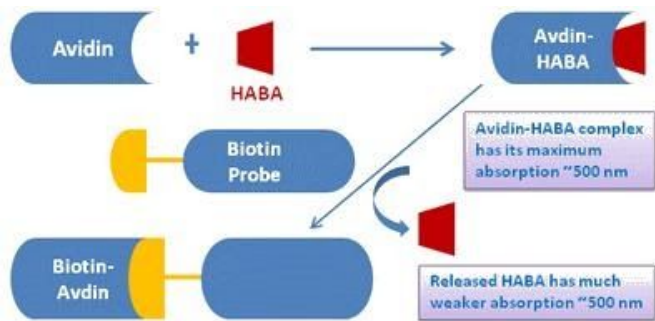 Avidin
+
HABA
Avdin-
HABA
Avidin-HABA complex
has its maximum
absorption ~500 nm
Biotin
Probe
Biotin-
Avdin
Released HABA has much
weaker absorption ~500 nm